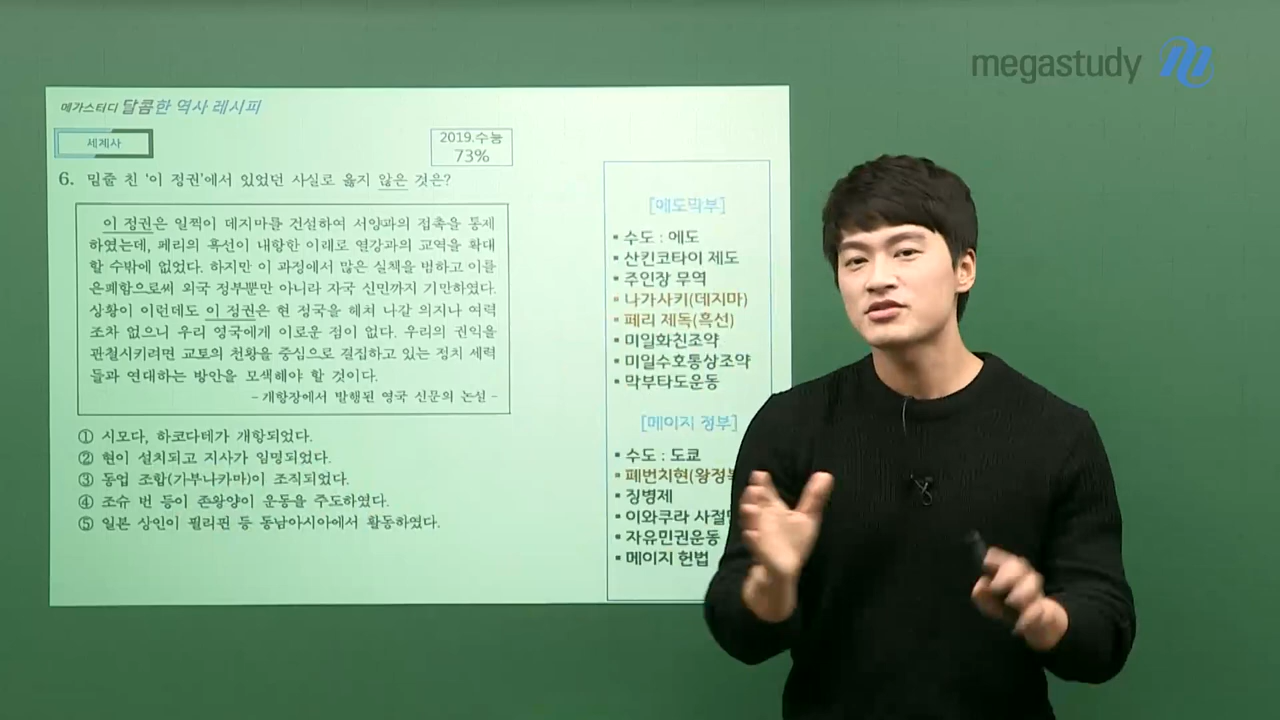 megastudy
메가스터디 달콤한 역사 레시피
세계사
2019.수능
73%
6. 밑줄 친 '이 정권'에서 있었던 사실로 옳지 않은 것은?
이 정권은 일찍이 데지마를 건설하여 서양과의 접촉을 통제
하였는데, 페리의 흑선이 내항한 이래로 열강과의 교역을 확대
할 수밖에 없었다. 하지만 이 과정에서 많은 실책을 범하고 이를
은폐함으로써 외국 정부뿐만 아니라 자국 신민까지 기만하였다.
상황이 이런데도 이 정권은 현 정국을 헤쳐 나갈 의지나 여력
조차 없으니 우리 영국에게 이로운 점이 없다. 우리의 권익을
관철시키려면 교토의 천황을 중심으로 결집하고 있는 정치 세력
들과 연대하는 방안을 모색해야 할 것이다.
- 개항장에서 발행된 영국 신문의 논설 -
① 시모다, 하코다테가 개항되었다.
② 현이 설치되고 지사가 임명되었다.
③ 동업 조합(가부나카마)이 조직되었다.
④ 조슈 번 등이 존왕양이 운동을 주도하였다.
⑤ 일본 상인이 필리핀 등 동남아시아에서 활동하였다.
[에도막부]
▪ 수도 : 에도
▪ 산킨코타이 제도
▪ 주인장 무역
▪ 나가사키(데지마)
▪ 페리 제독(흑선)
▪ 미일화친조약
▪ 미일수호통상조약
▪ 막부타도운동
[메이지 정부]
▪ 수도 : 도쿄
▪ 폐번치현(왕정복
▪ 징병제
▪ 이와쿠라 사절
▪ 자유민권운동
▪ 메이지 헌법